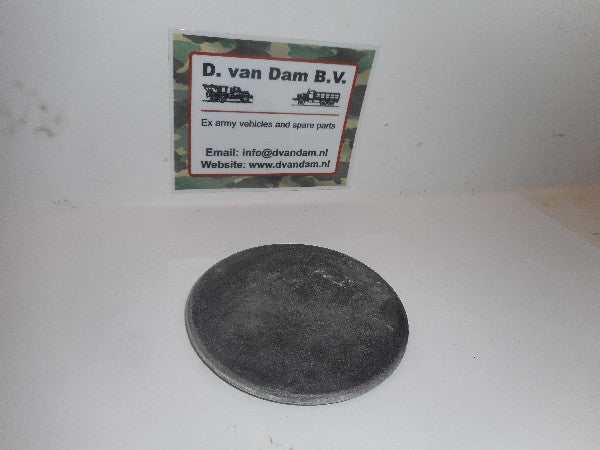 D. van Dam B.V.
Ex army vehicles and spare parts
Email: info@dvandam.nl
Website: www.dvandam.nl